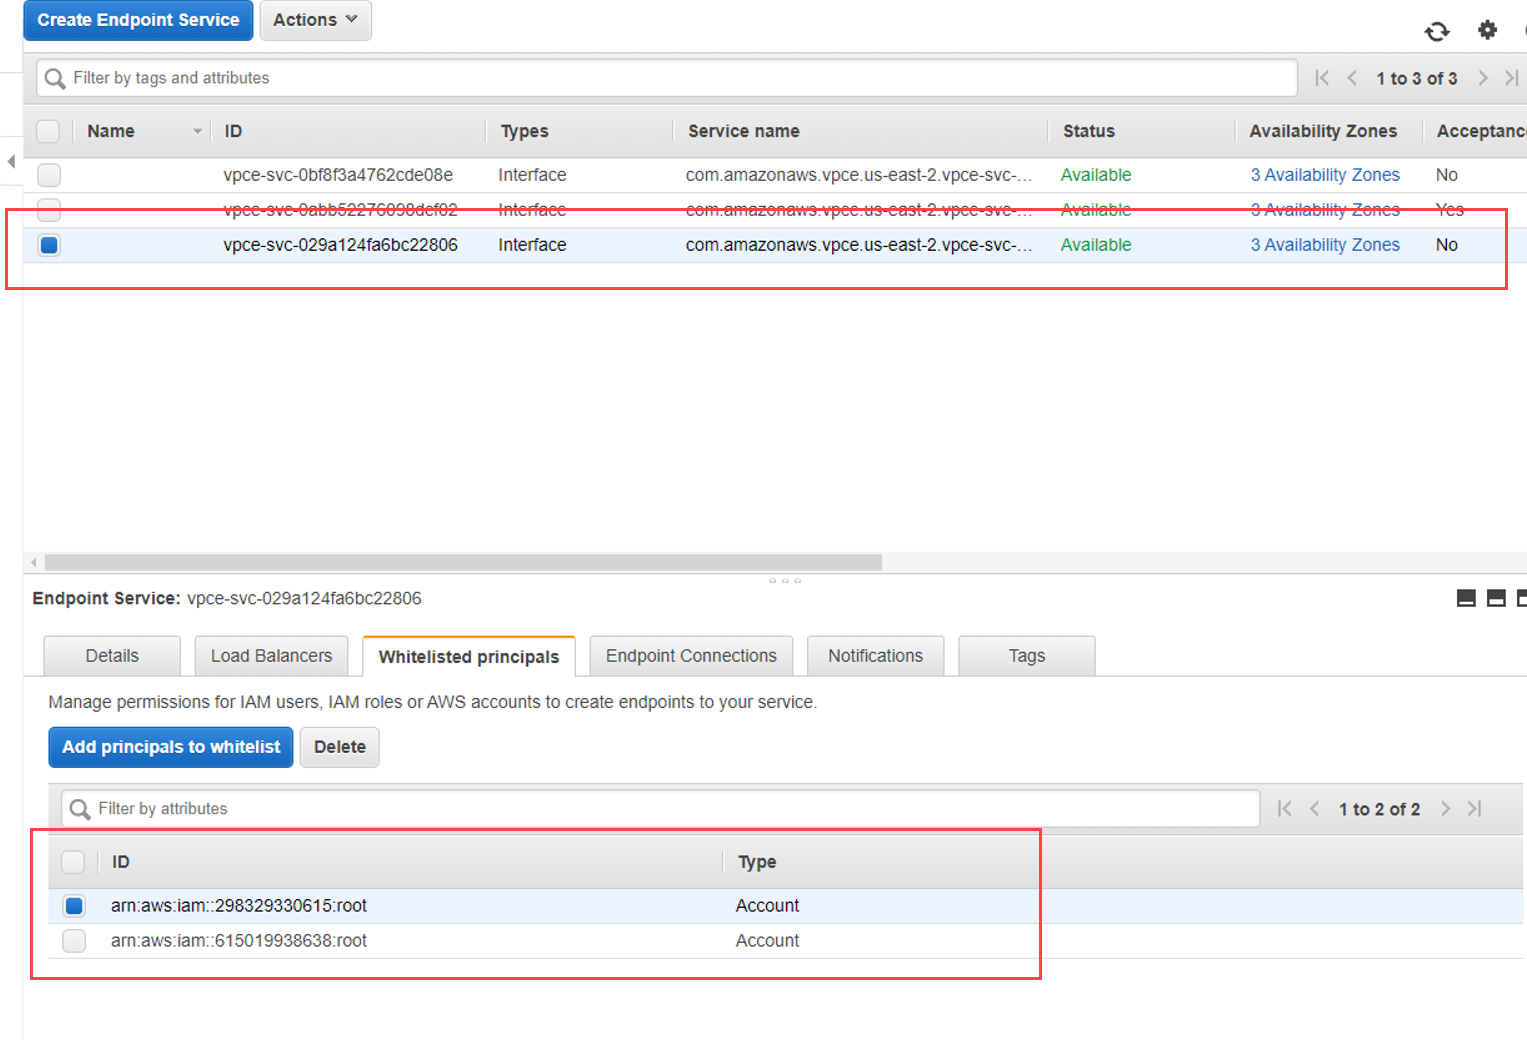 Create Endpoint Service Actions
Filter by tags and attributes 1 to 3 of 3
Name ID Types Service name Status Availability Zones Acceptanc
vpce-svc-0bf8f3a4762cde08e Interface com.amazonaws.vpce.us-east-2.vpce-svc-... Available 3 Availability Zones No
vpce-svc-0abb52276098dcf02 Interface com.amazonaws.vpce.us-east-2.vpce-svc-... Available 3 Availability Zones Yes
vpce-svc-029a124fa6bc22806 Interface com.amazonaws.vpce.us-east-2.vpce-svc-... Available 3 Availability Zones No
Endpoint Service: vpce-svc-029a124fa6bc22806
Details Load Balancers Whitelisted principals Endpoint Connections Notifications Tags
Manage permissions for IAM users, IAM roles or AWS accounts to create endpoints to your service.
Add principals to whitelist Delete
Filter by attributes 1 to 2 of 2
ID Type
arn:aws:iam::298329330615:root Account
arn:aws:iam::615019938638:root Account